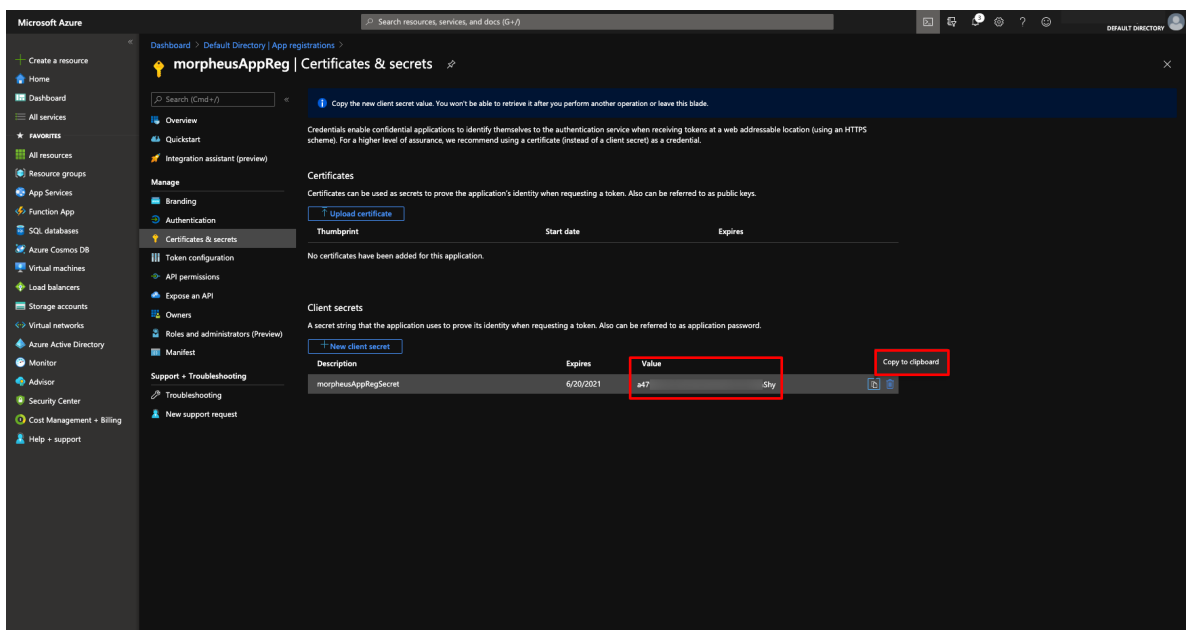 Microsoft Azure
Search resources, services, and docs (G+/)
3
?
DEFAULT DIRECTORY
«
Create a resource
Home
Dashboard
All services
FAVORITES
All resources
Resource groups
App Services
Function App
SQL databases
Azure Cosmos DB
Virtual machines
Load balancers
Storage accounts
Virtual networks
Azure Active Directory
Monitor
Advisor
Security Center
Cost Management + Billing
Help + support
Dashboard > Default Directory | App registrations >
morpheusAppReg | Certificates & secrets
Search (Cmd+/)
«
Overview
Quickstart
Integration assistant (preview)
Manage
Branding
Authentication
Certificates & secrets
Token configuration
API permissions
Expose an API
Owners
Roles and administrators (Preview)
Manifest
Support + Troubleshooting
Troubleshooting
New support request
Copy the new client secret value. You won't be able to retrieve it after you perform another operation or leave this blade.
Credentials enable confidential applications to identify themselves to the authentication service when receiving tokens at a web addressable location (using an HTTPS
scheme). For a higher level of assurance, we recommend using a certificate (instead of a client secret) as a credential.
Certificates
Certificates can be used as secrets to prove the application's identity when requesting a token. Also can be referred to as public keys.
Upload certificate
Thumbprint Start date Expires
No certificates have been added for this application.
Client secrets
A secret string that the application uses to prove its identity when requesting a token. Also can be referred to as application password.
New client secret
Description Expires Value
Copy to clipboard
morpheusAppRegSecret 6/20/2021 a47 Shy